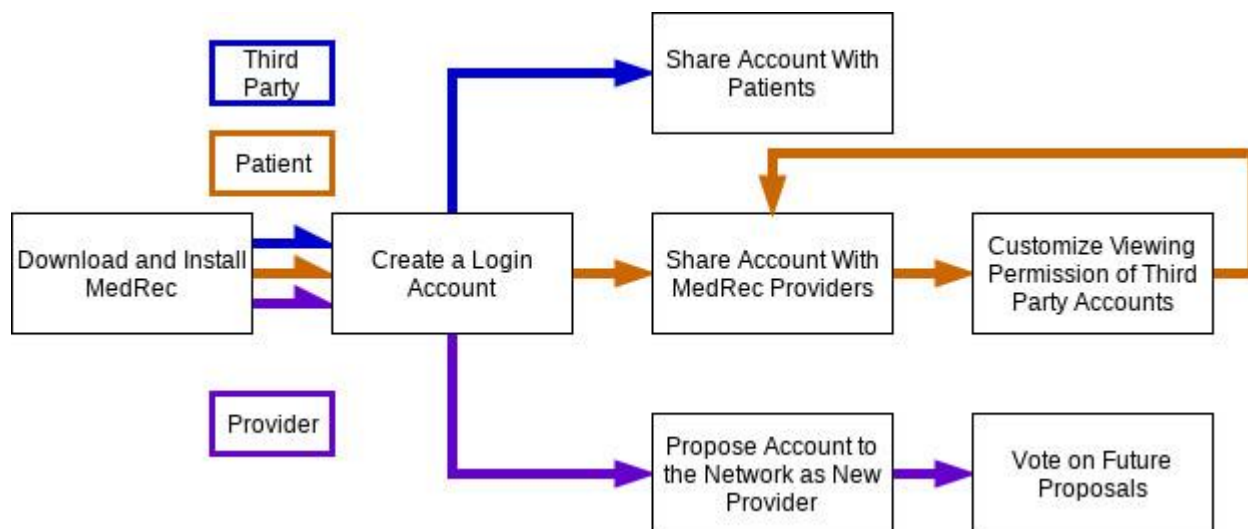 Third
Party
Share Account With
Patients
Patient
Download and Install
MedRec
Create a Login
Account
Share Account With
MedRec Providers
Customize Viewing
Permission of Third
Party Accounts
Provider
Propose Account to
the Network as New
Provider
Vote on Future
Proposals